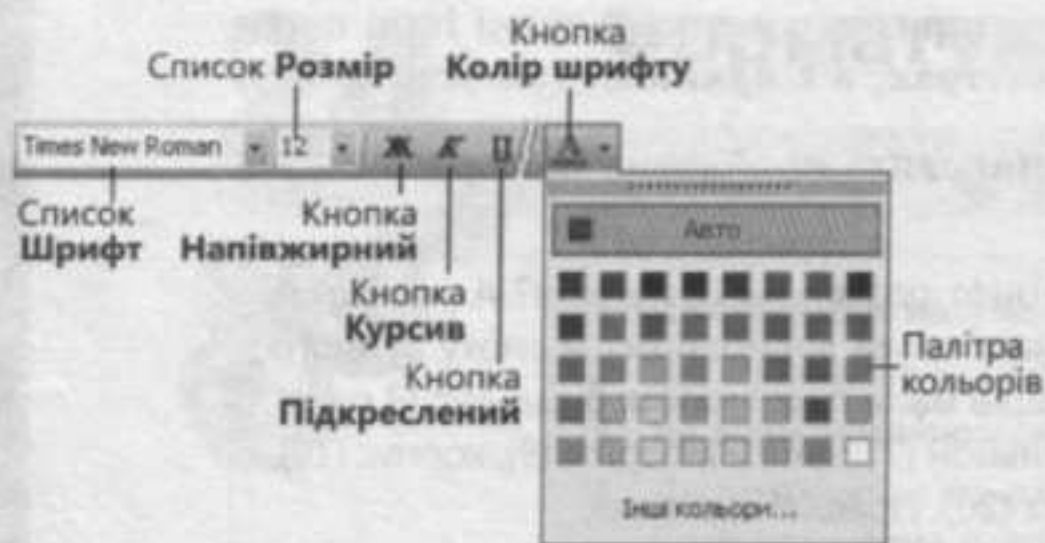 Кнопка
Список Розмір
Колір шрифту
Times New Roman
12
Ж К Ц А
Список
Шрифт
Кнопка
Напівжирний
Кнопка
Курсив
Кнопка
Підкреслений
Авто
Палітра
кольорів
Інші кольори...